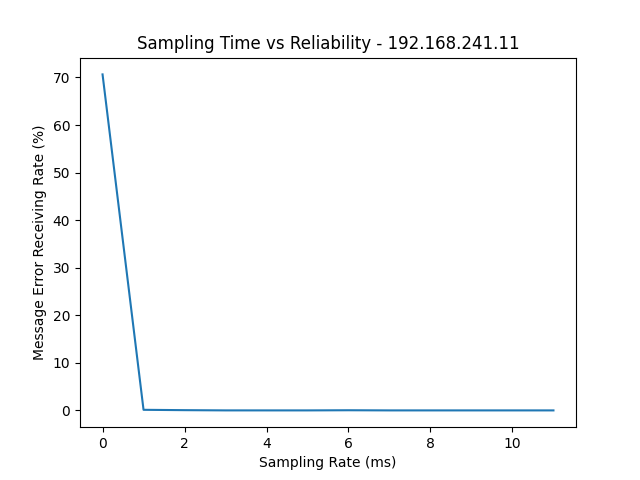 Sampling Time vs Reliability - 192.168.241.11
Message Error Receiving Rate (%)
70
60
50
40
30
20
10
0
0 2 4 6 8 10
Sampling Rate (ms)